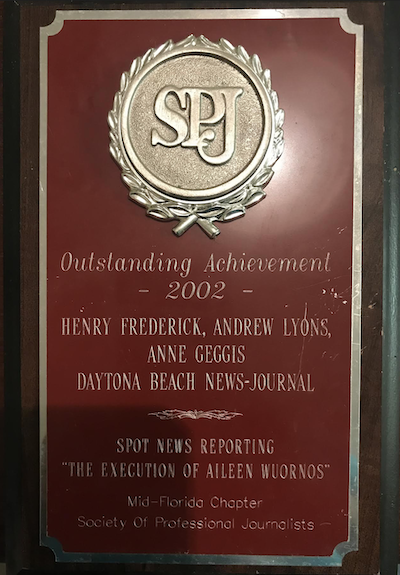 SPJ
Outstanding Achievement
- 2002 -
HENRY FREDERICK, ANDREW LYONS,
ANNE GEGGIS
DAYTONA BEACH NEWS-JOURNAL
SPOT NEWS REPORTING
"THE EXECUTION OF AILEEN WUORNOS"
Mid-Florida Chapter
Society Of Professional Journalists